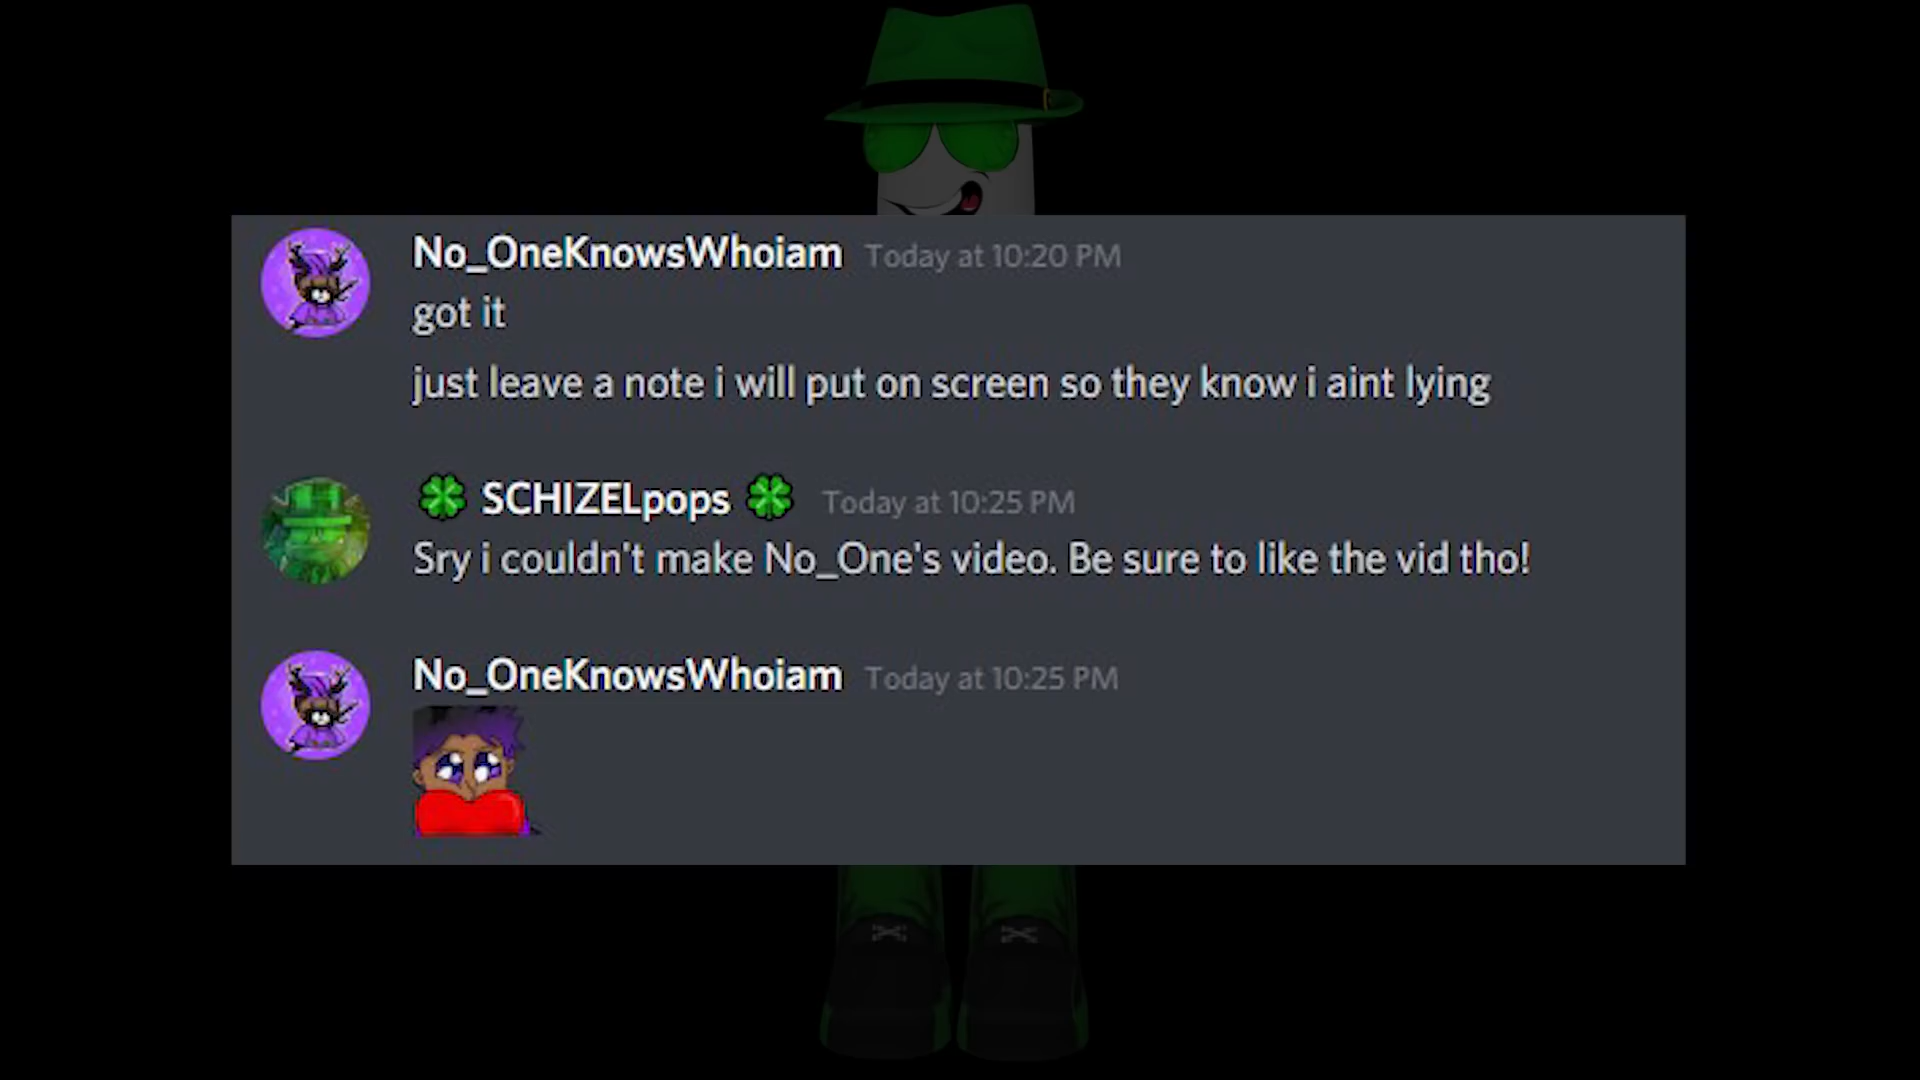 No_OneKnowsWhoiam Today at 10:20 PM
got it
just leave a note i will put on screen so they know i aint lying
🍀 SCHIZELpops 🍀 Today at 10:25 PM
Sry i couldn't make No_One's video. Be sure to like the vid tho!
No_OneKnowsWhoiam Today at 10:25 PM